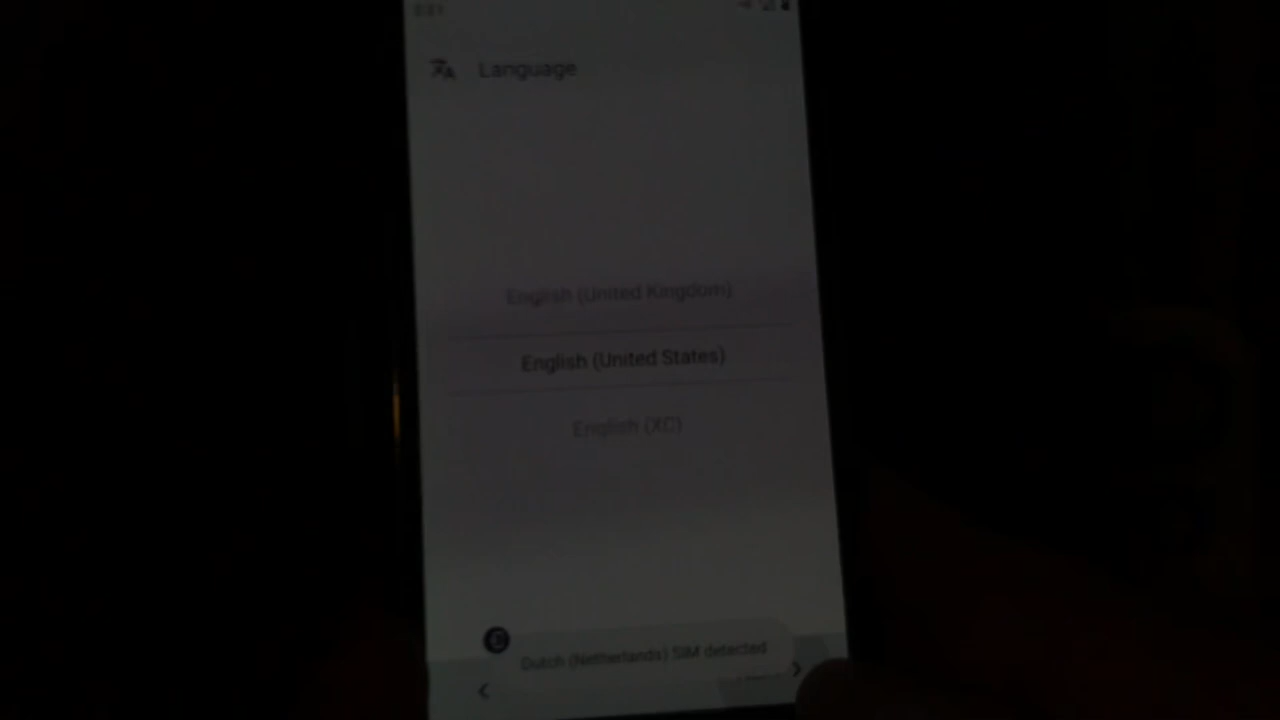 Language
English (United Kingdom)
English (United States)
English (XC)
Dutch (Netherlands) SIM detected